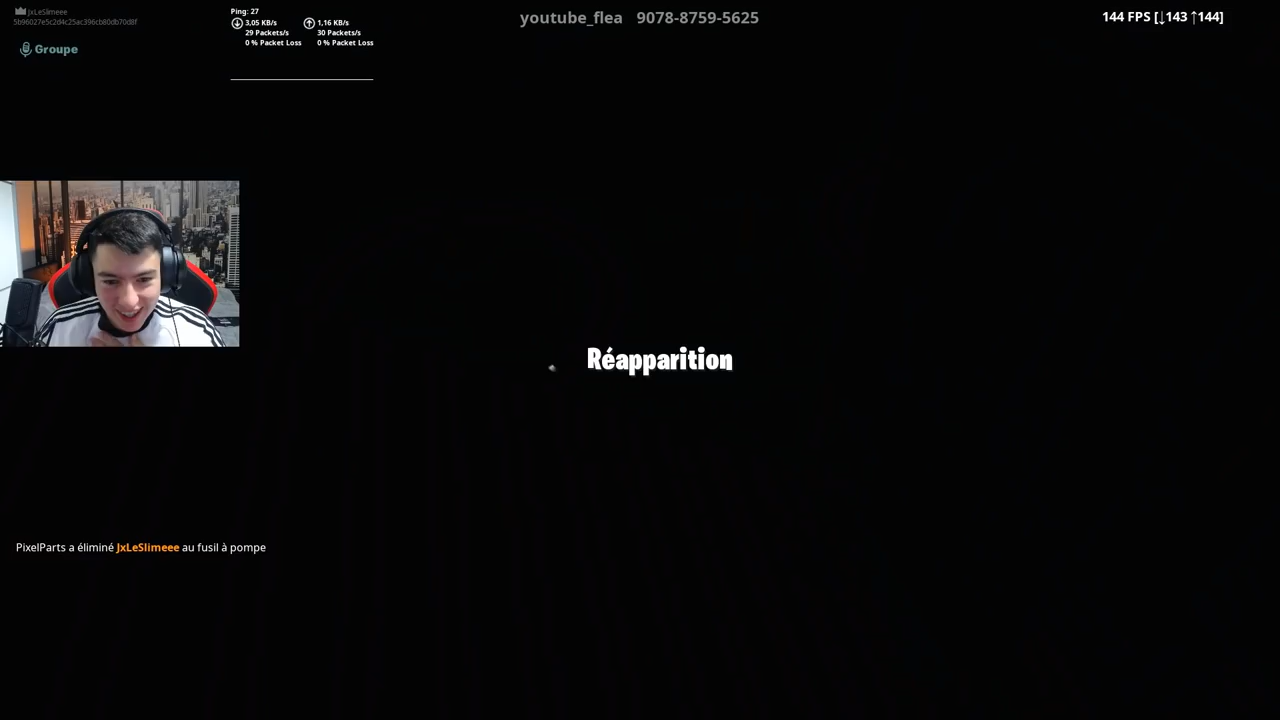 JxLeSlimeee
5b96027e5c2d4c25ac396cb80db70d8f
Groupe
Ping: 27
3,05 KB/s 1,16 KB/s
29 Packets/s 30 Packets/s
0 % Packet Loss 0 % Packet Loss
youtube_flea 9078-8759-5625
144 FPS [↓143 ↑144]
Réapparition
PixelParts a éliminé JxLeSlimeee au fusil à pompe